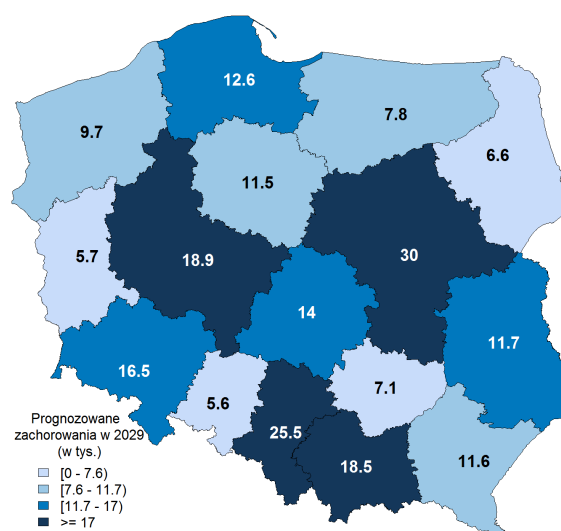 12.6
9.7
7.8
6.6
11.5
5.7
18.9
30
14
11.7
16.5
7.1
5.6
25.5
18.5
11.6
Prognozowane
zachorowania w 2029
(w tys.)
[0 - 7.6)
[7.6 - 11.7)
[11.7 - 17)
>= 17